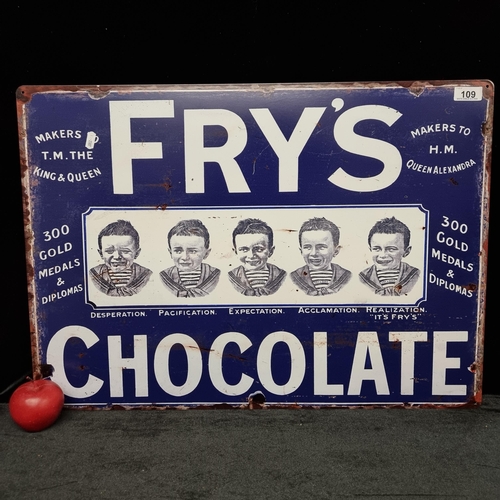 109
FRY'S
MAKERS
T.M. THE
KING & QUEEN
MAKERS TO
H.M.
QUEEN ALEXANDRA
300
GOLD
MEDALS
&
DIPLOMAS
300
GOLD
MEDALS
&
DIPLOMAS
DESPERATION. PACIFICATION. EXPECTATION. ACCLAMATION. REALIZATION.
"IT'S FRY'S"
CHOCOLATE